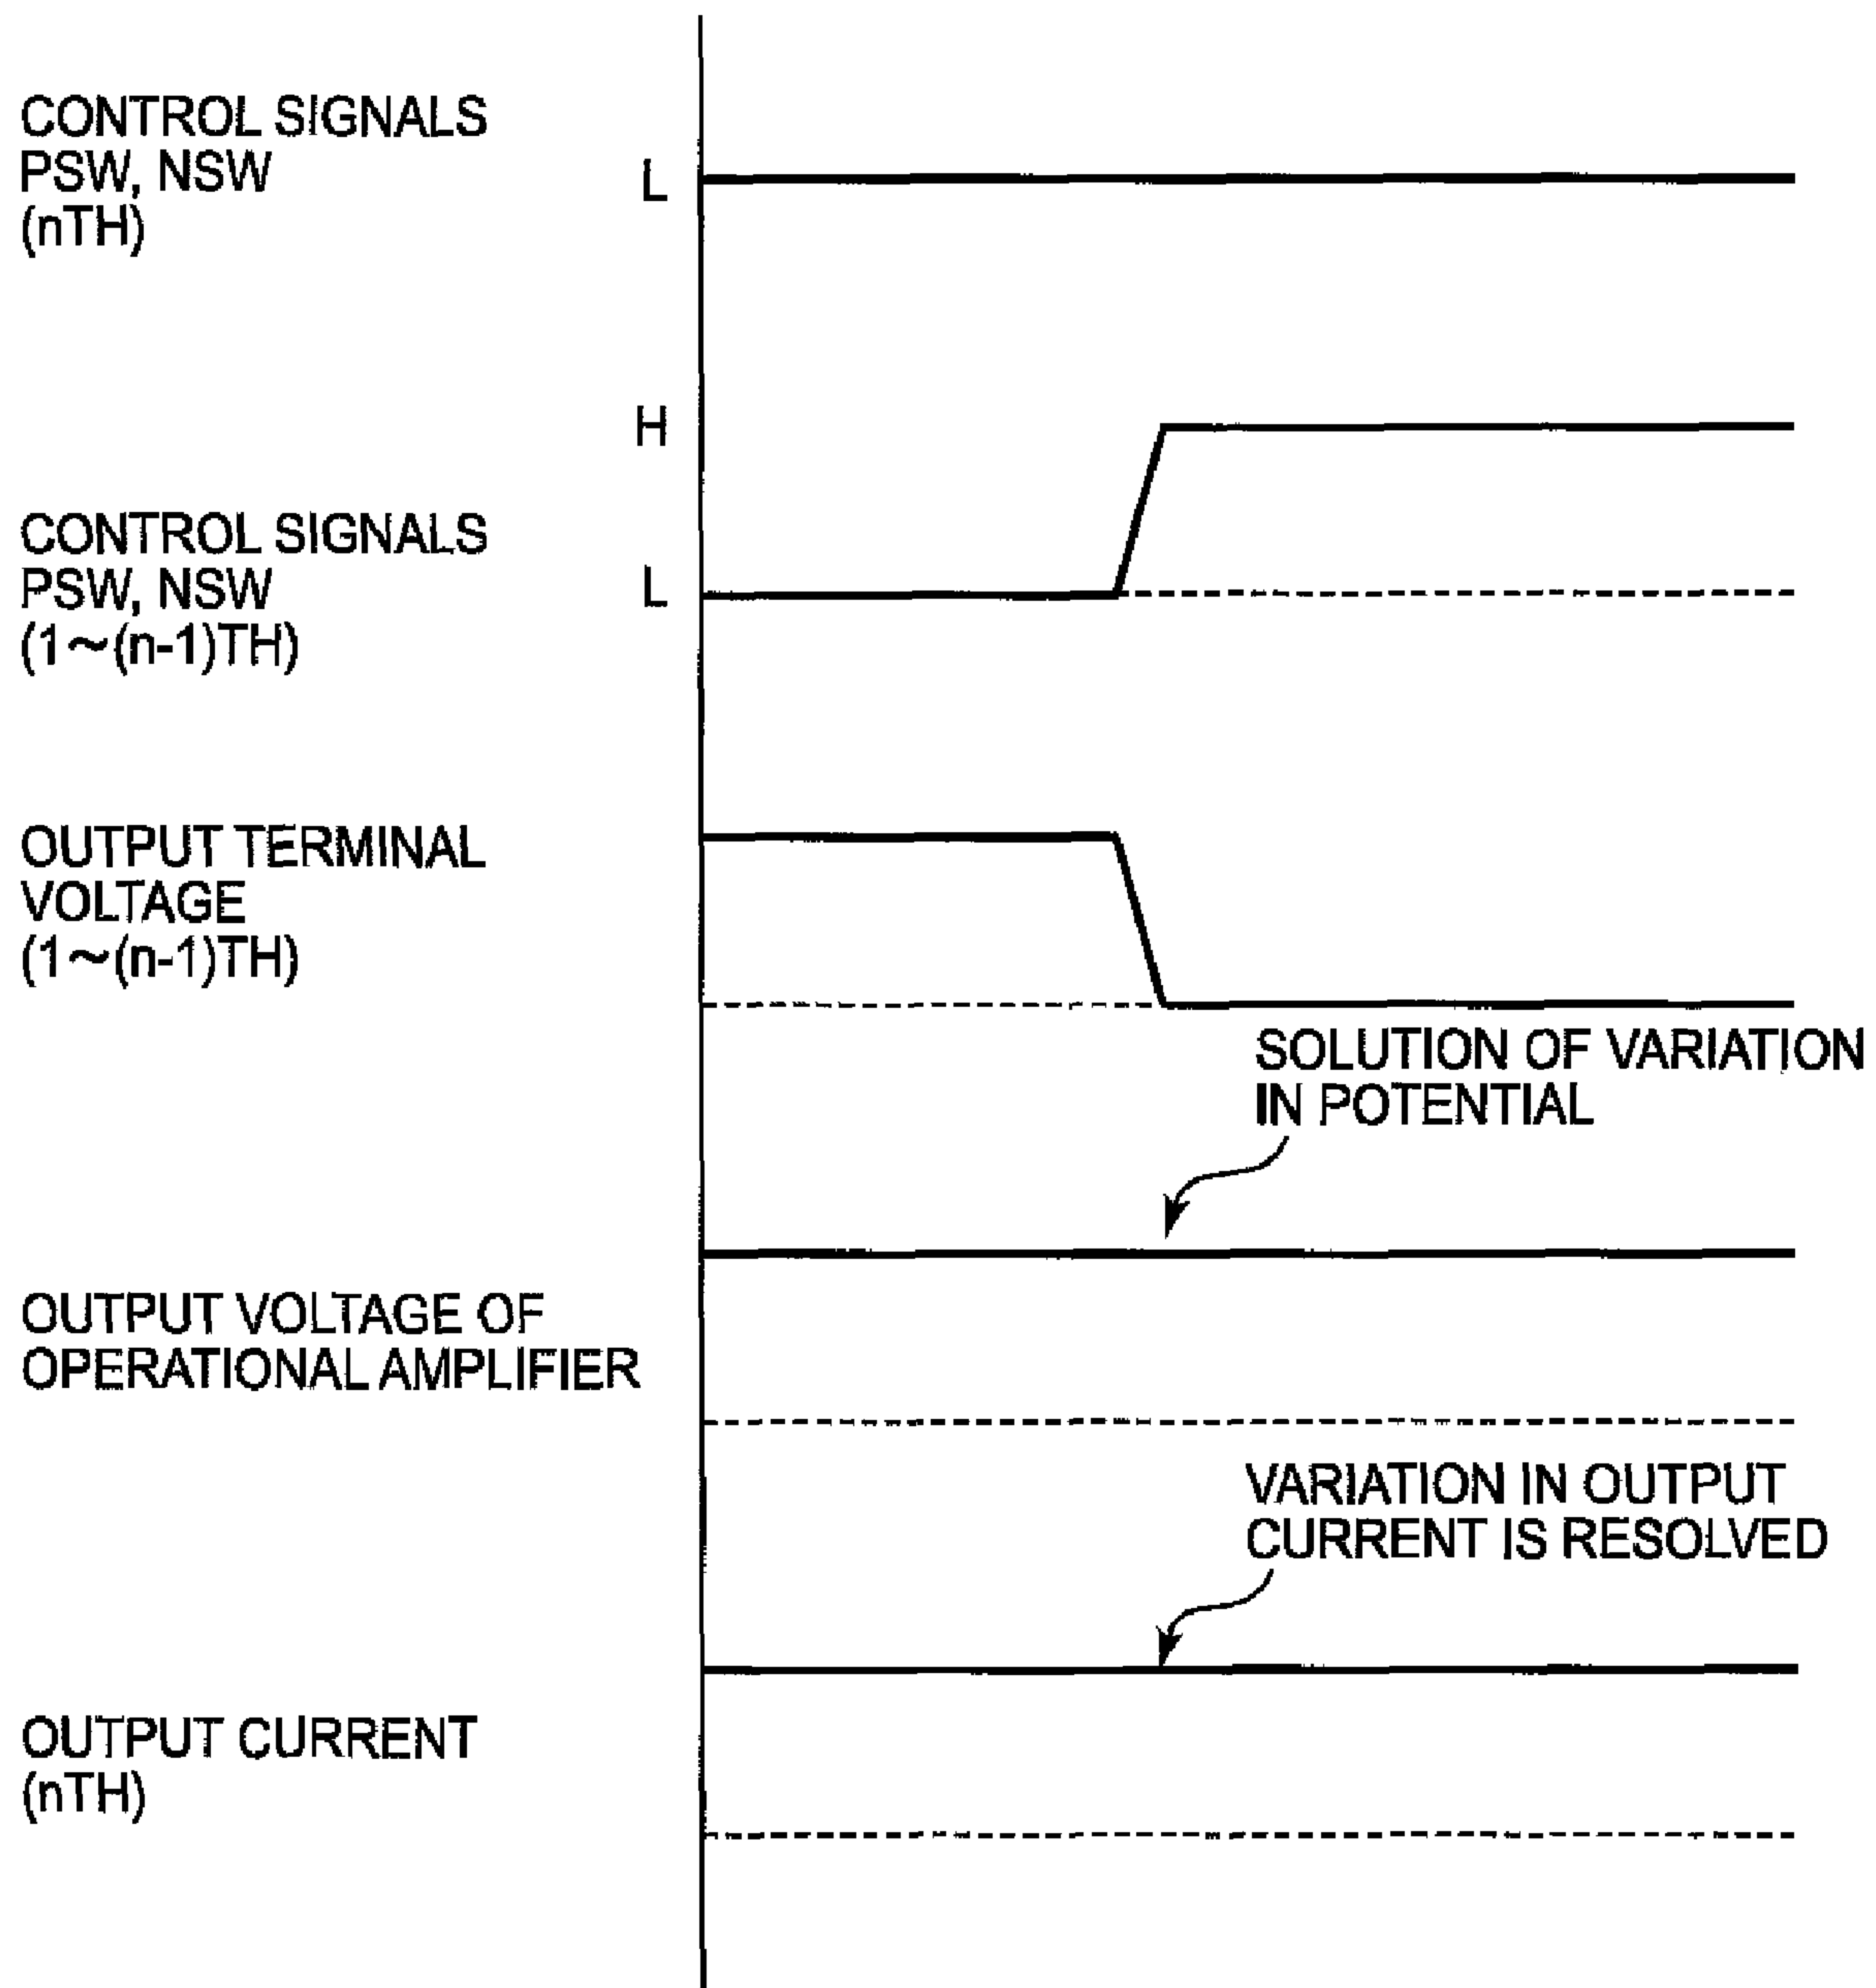 CONTROL SIGNALS
PSW, NSW
(nTH)
L
H
CONTROL SIGNALS
PSW, NSW
(1~(n-1)TH)
L
OUTPUT TERMINAL
VOLTAGE
(1~(n-1)TH)
SOLUTION OF VARIATION
IN POTENTIAL
OUTPUT VOLTAGE OF
OPERATIONAL AMPLIFIER
VARIATION IN OUTPUT
CURRENT IS RESOLVED
OUTPUT CURRENT
(nTH)